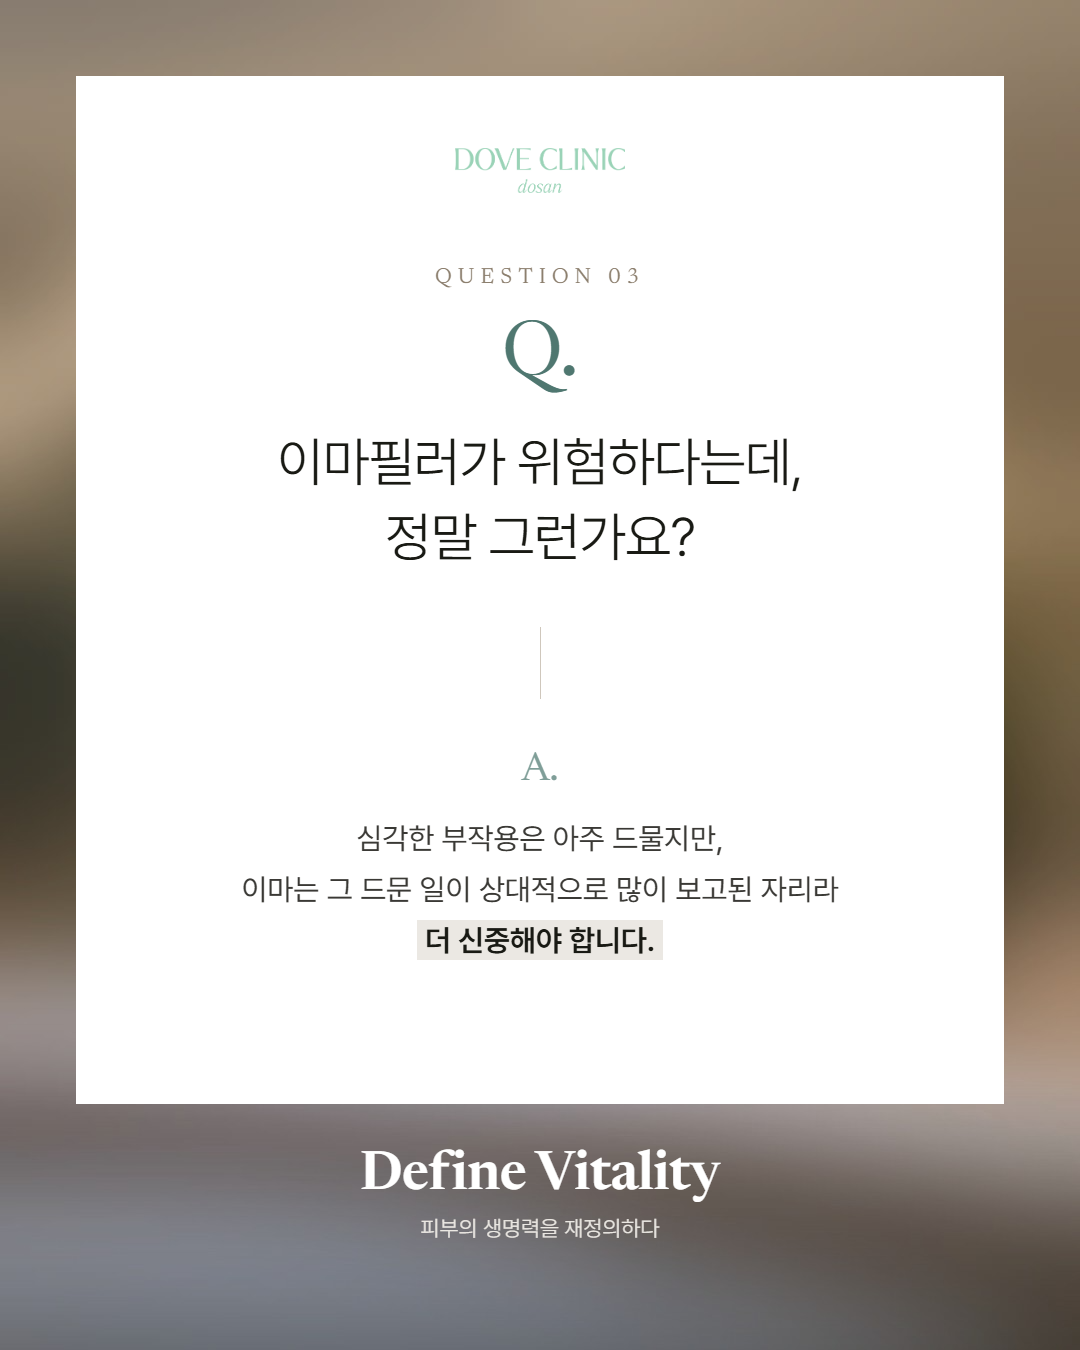 DOVE CLINIC
dosan
QUESTION 03
Q.
이마필러가 위험하다는데,
정말 그런가요?
A.
심각한 부작용은 아주 드물지만,
이마는 그 드문 일이 상대적으로 많이 보고된 자리라
더 신중해야 합니다.
Define Vitality
피부의 생명력을 재정의하다